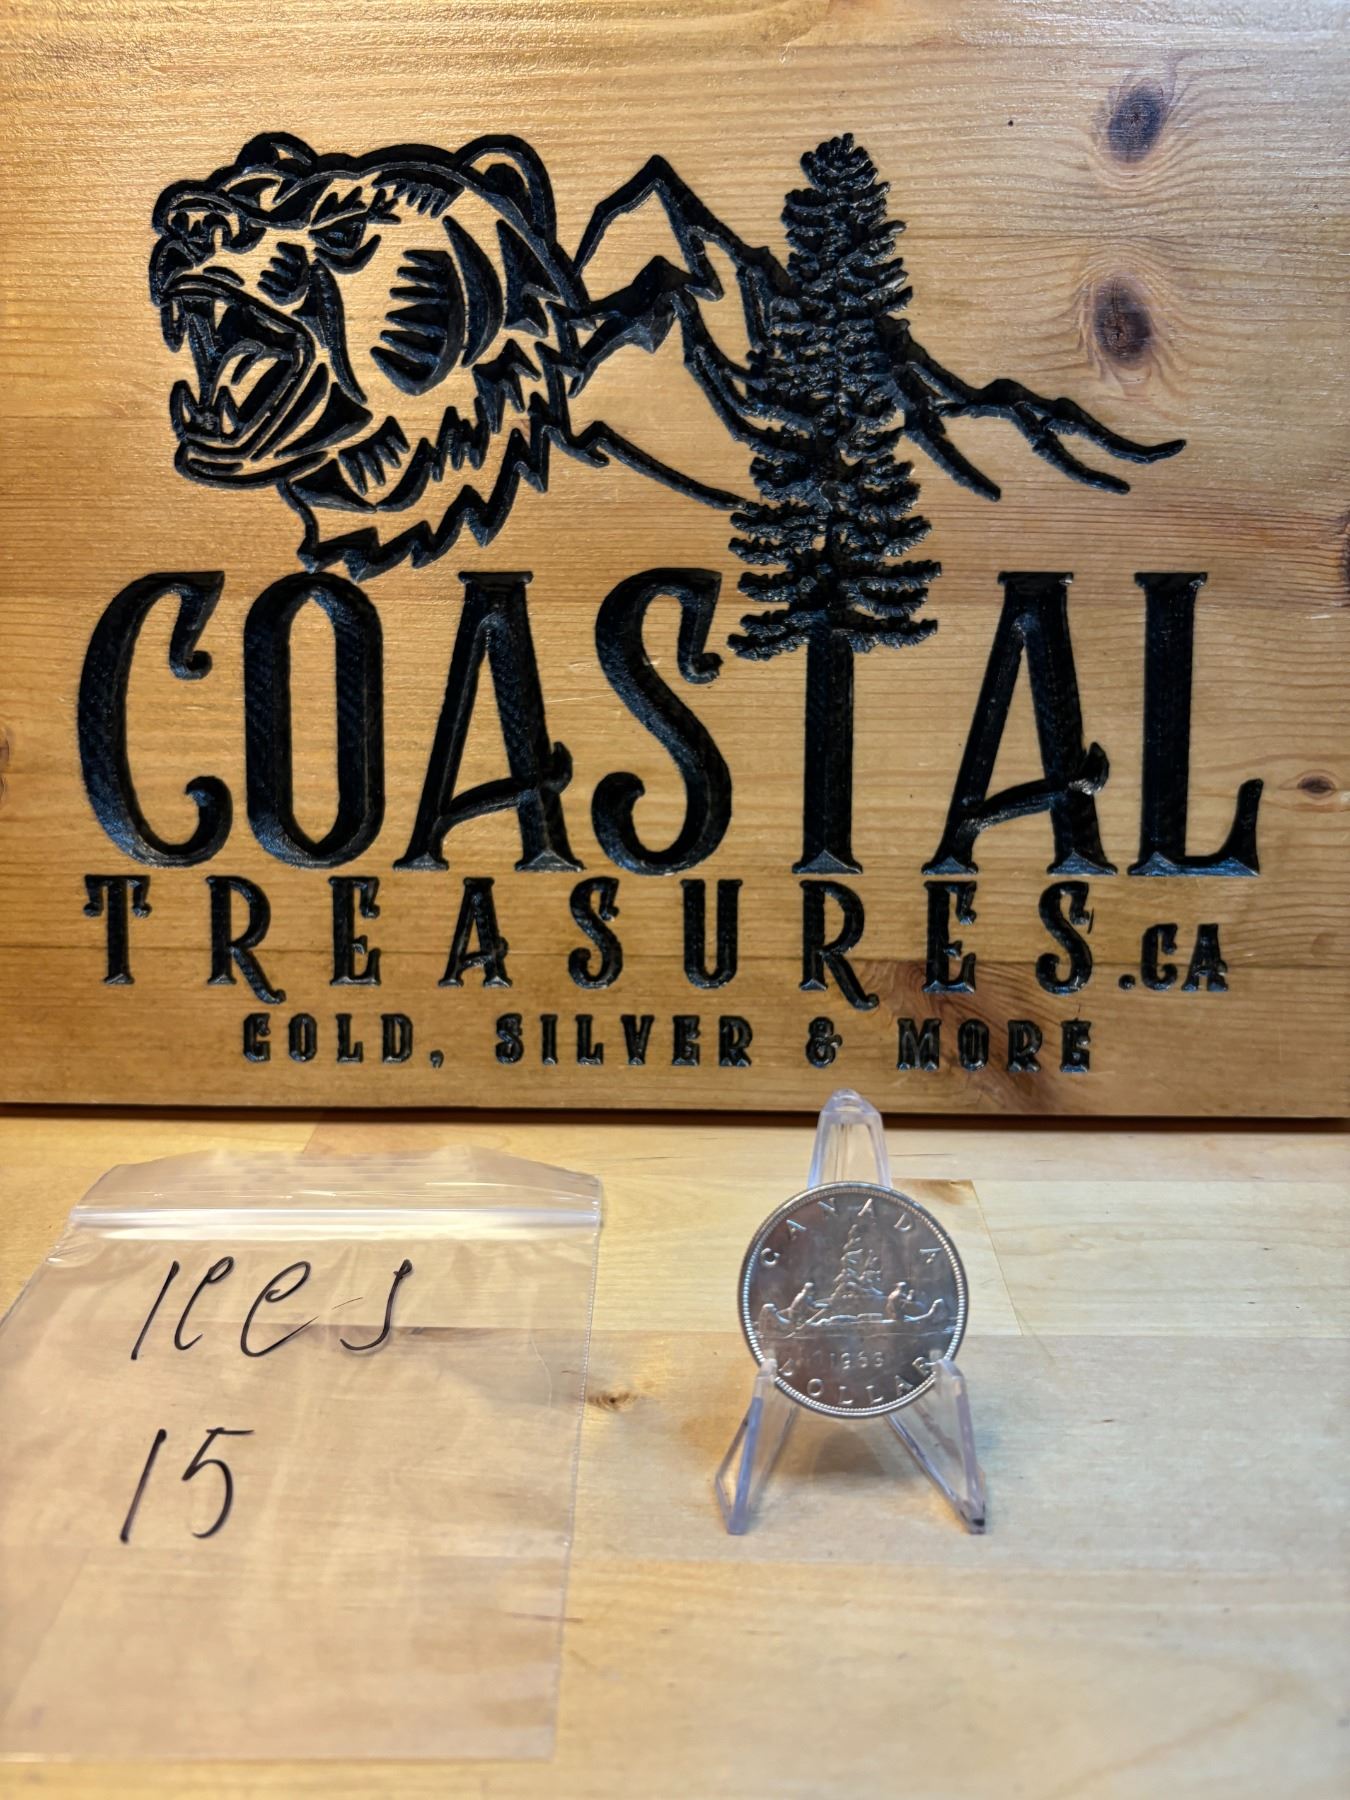 COASTAL
TREASURES.CA
GOLD, SILVER & MORE
15
CANADA
1963
DOLLAR